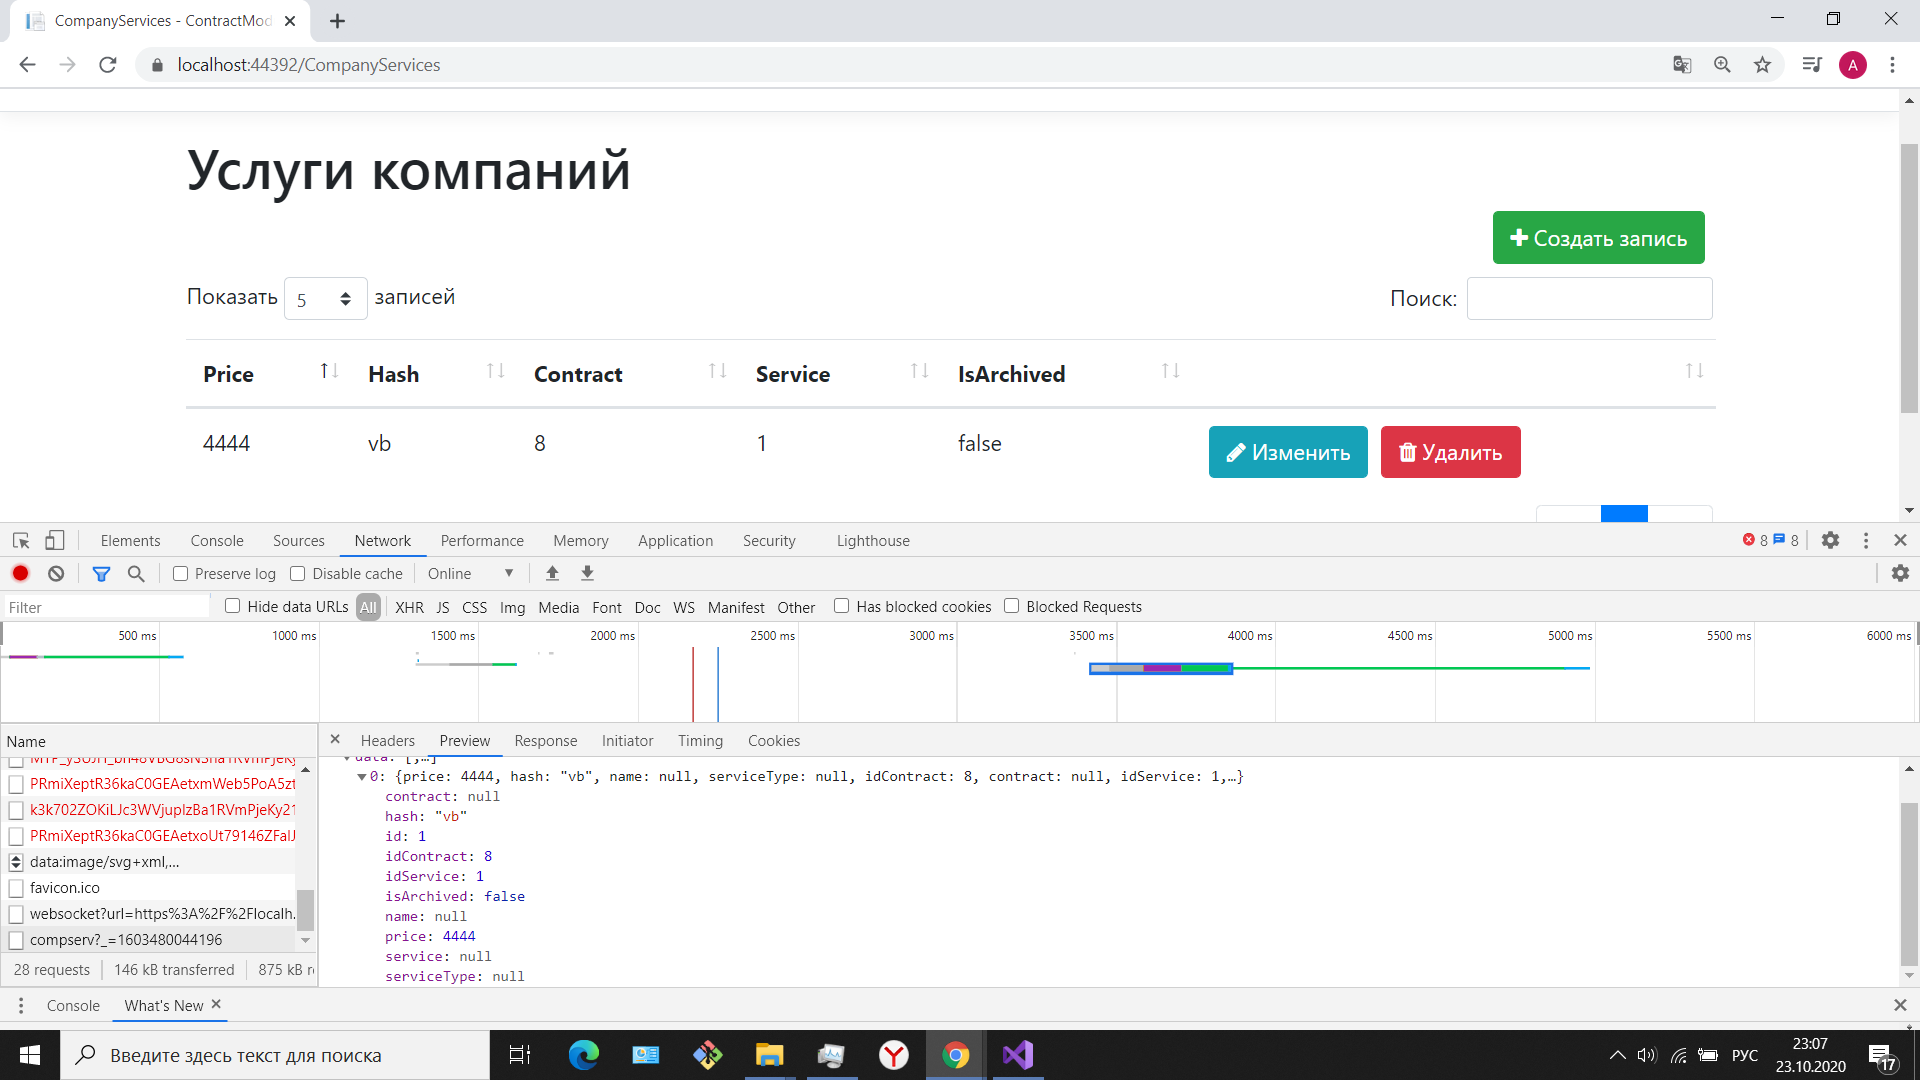 CompanyServices - ContractMod
localhost:44392/CompanyServices
A
Услуги компаний
Создать запись
Показать 5 записей
Поиск:
Price Hash Contract Service IsArchived
4444 vb 8 1 false Изменить Удалить
Elements Console Sources Network Performance Memory Application Security Lighthouse 8 8
Preserve log Disable cache Online
Filter Hide data URLs All XHR JS CSS Img Media Font Doc WS Manifest Other Has blocked cookies Blocked Requests
500 ms 1000 ms 1500 ms 2000 ms 2500 ms 3000 ms 3500 ms 4000 ms 4500 ms 5000 ms 5500 ms 6000 ms
Name
Headers Preview Response Initiator Timing Cookies
data: [,…]
0: {price: 4444, hash: "vb", name: null, serviceType: null, idContract: 8, contract: null, idService: 1,…}
contract: null
hash: "vb"
id: 1
idContract: 8
idService: 1
isArchived: false
name: null
price: 4444
service: null
serviceType: null
PRmiXeptR36kaC0GEAetxmWeb5PoA5zt
k3k702ZOKiLJc3WVjupIzBa1RVmPjeKy21
PRmiXeptR36kaC0GEAetxoUt79146ZFalJ
data:image/svg+xml,...
favicon.ico
websocket?url=https%3A%2F%2Flocalh.
compserv?_=1603480044196
28 requests 146 kB transferred 875 kB r
Console What's New
Введите здесь текст для поиска
РУС
23:07
23.10.2020
17